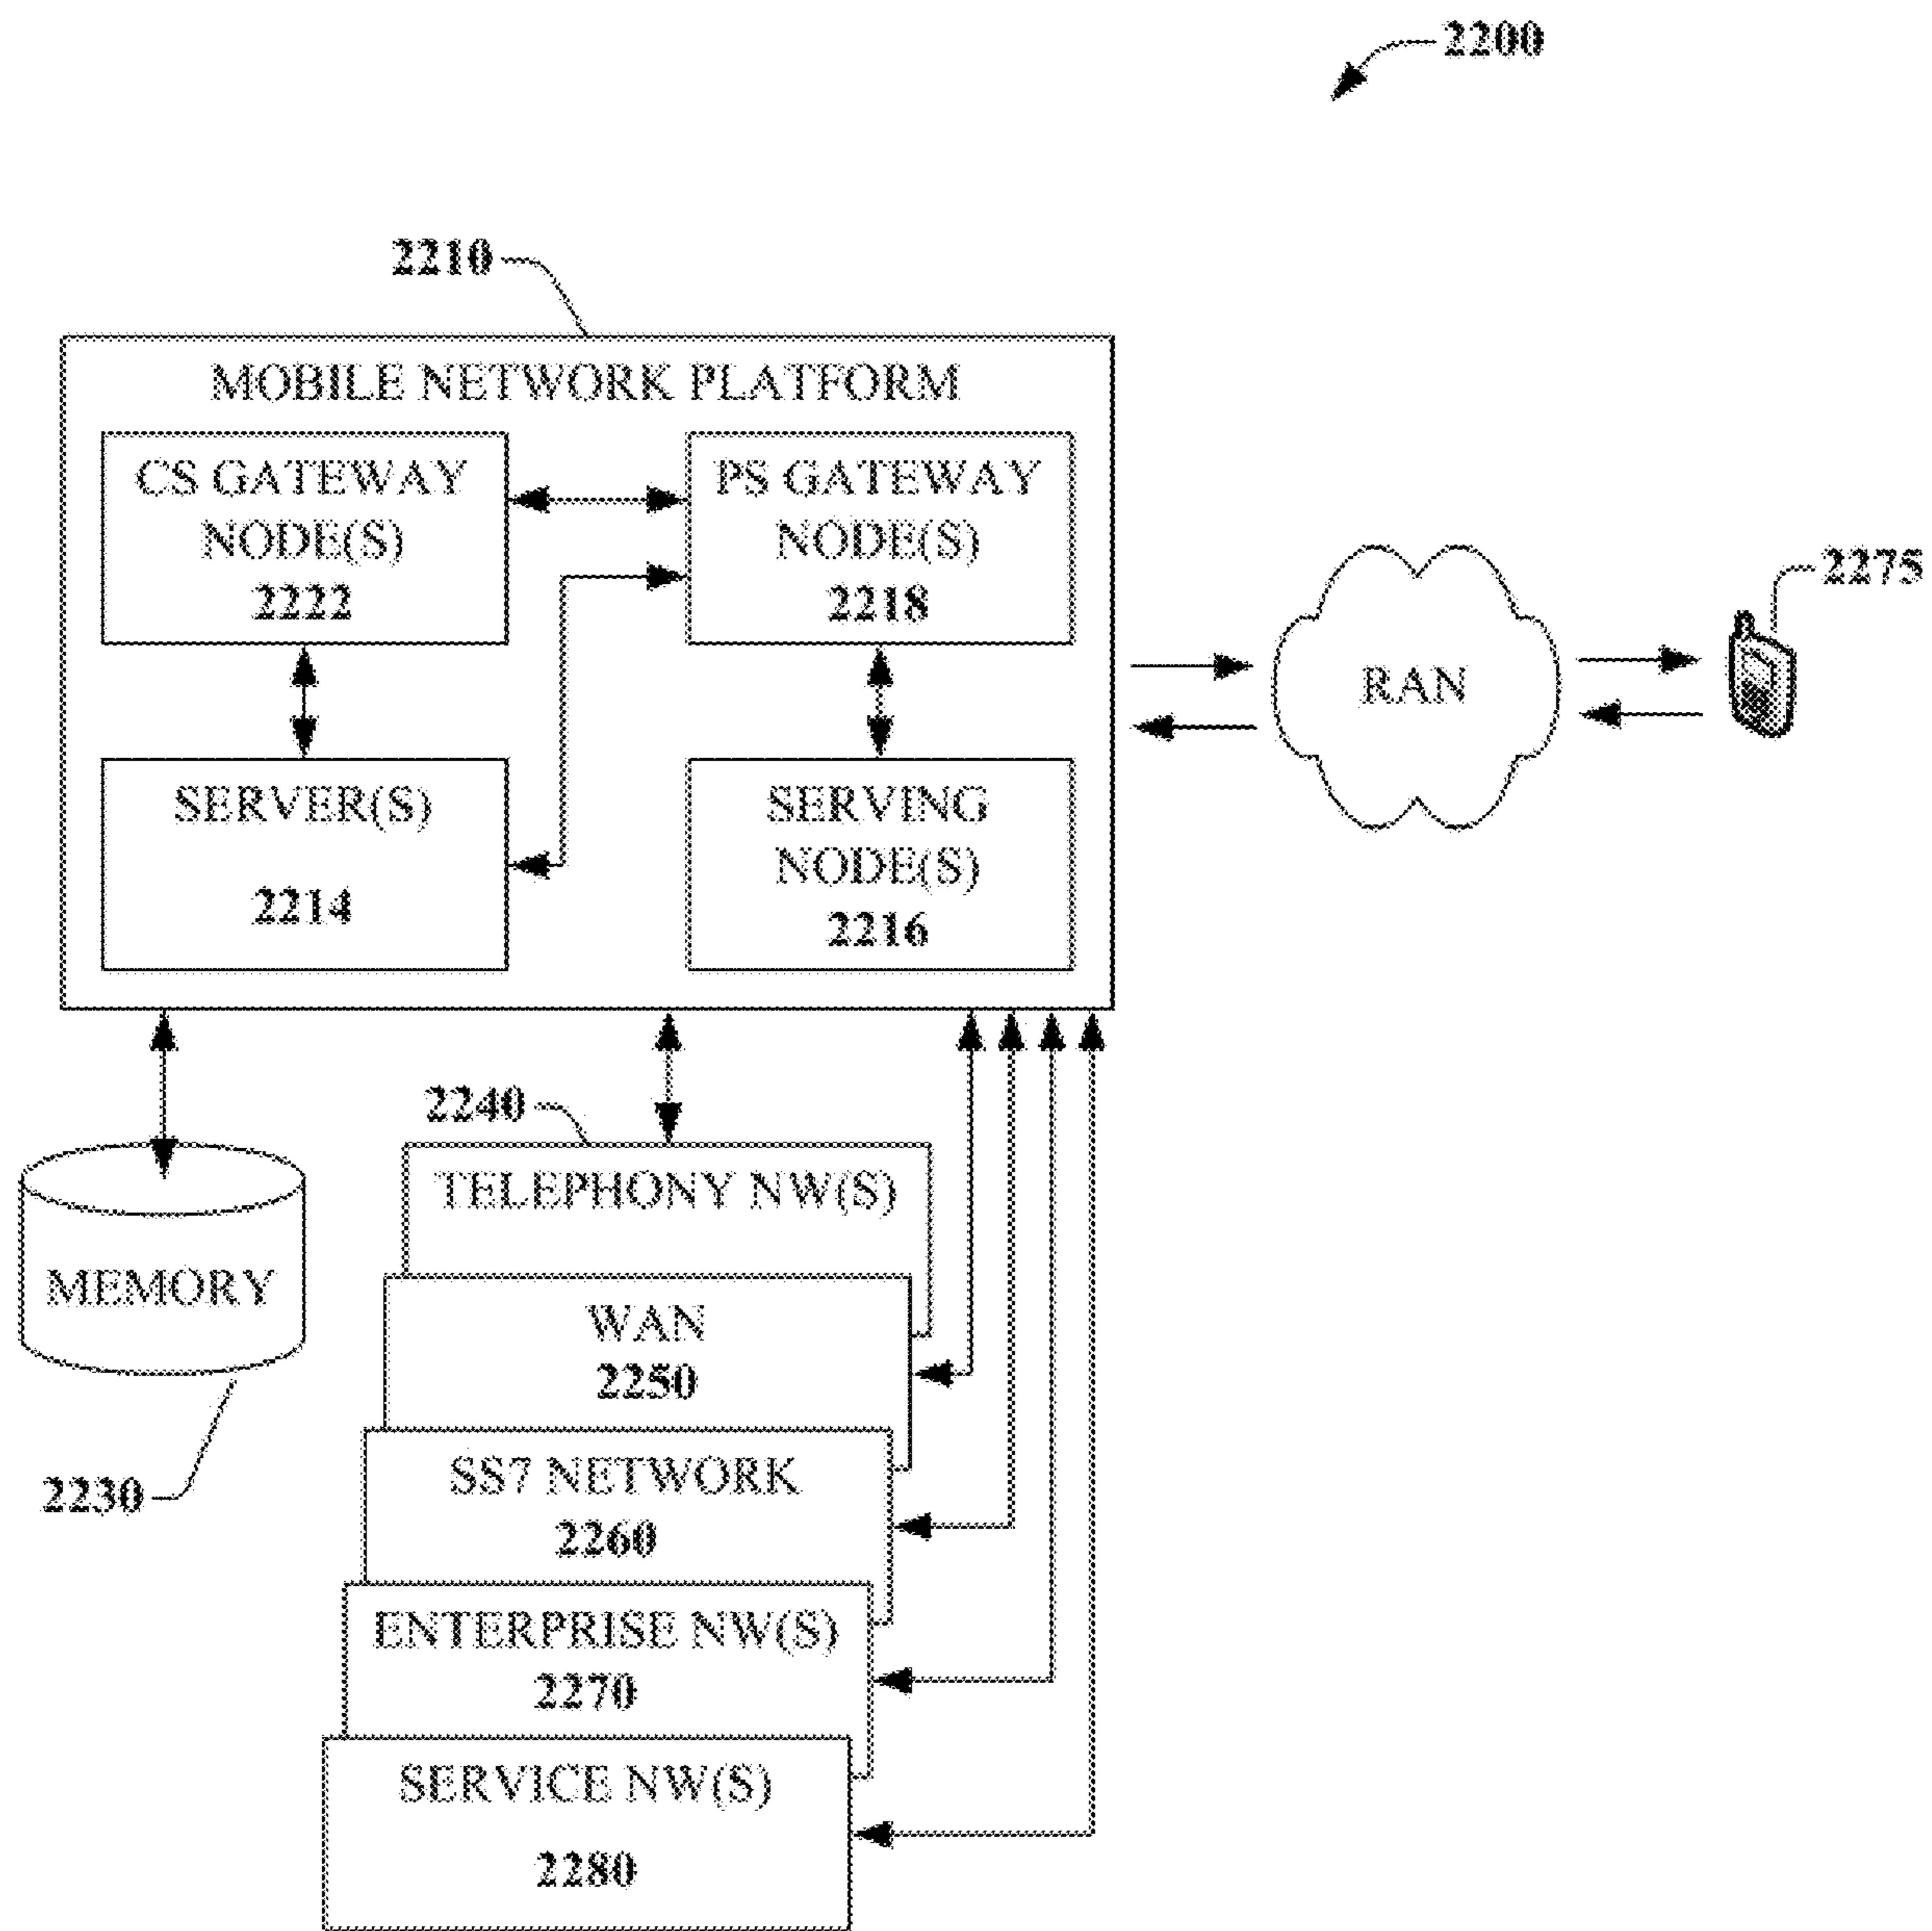 2200
2210
MOBILE NETWORK PLATFORM
CS GATEWAY
NODE(S)
2222
PS GATEWAY
NODE(S)
2218
SERVER(S)
2214
SERVING
NODE(S)
2216
RAN
2275
2240
TELEPHONY NW(S)
MEMORY
2230
WAN
2250
SS7 NETWORK
2260
ENTERPRISE NW(S)
2270
SERVICE NW(S)
2280